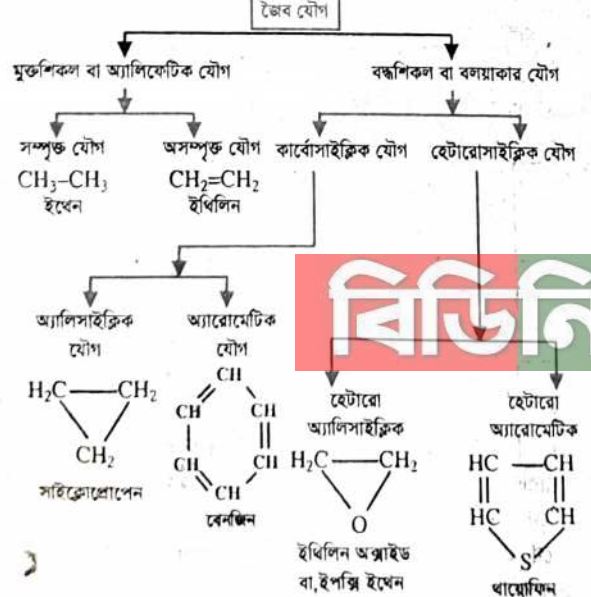 জৈব যৌগ
মুক্তশিকল বা অ্যালিফেটিক যৌগ
বদ্ধশিকল বা বলয়াকার যৌগ
সম্পৃক্ত যৌগ
CH₃–CH₃
ইথেন
অসম্পৃক্ত যৌগ
CH₂=CH₂
ইথিলিন
কার্বোসাইক্লিক যৌগ
হেটারোসাইক্লিক যৌগ
বিডিনি
অ্যালিসাইক্লিক
যৌগ
H₂C CH₂
CH₂
সাইক্লোপ্রোপেন
অ্যারোমেটিক
যৌগ
CH
CH CH
CH CH
CH
বেনজিন
হেটারো
অ্যালিসাইক্লিক
H₂C CH₂
O
ইথিলিন অক্সাইড
বা,ইপক্সি ইথেন
হেটারো
অ্যারোমেটিক
HC CH
HC CH
S
থায়োফিন